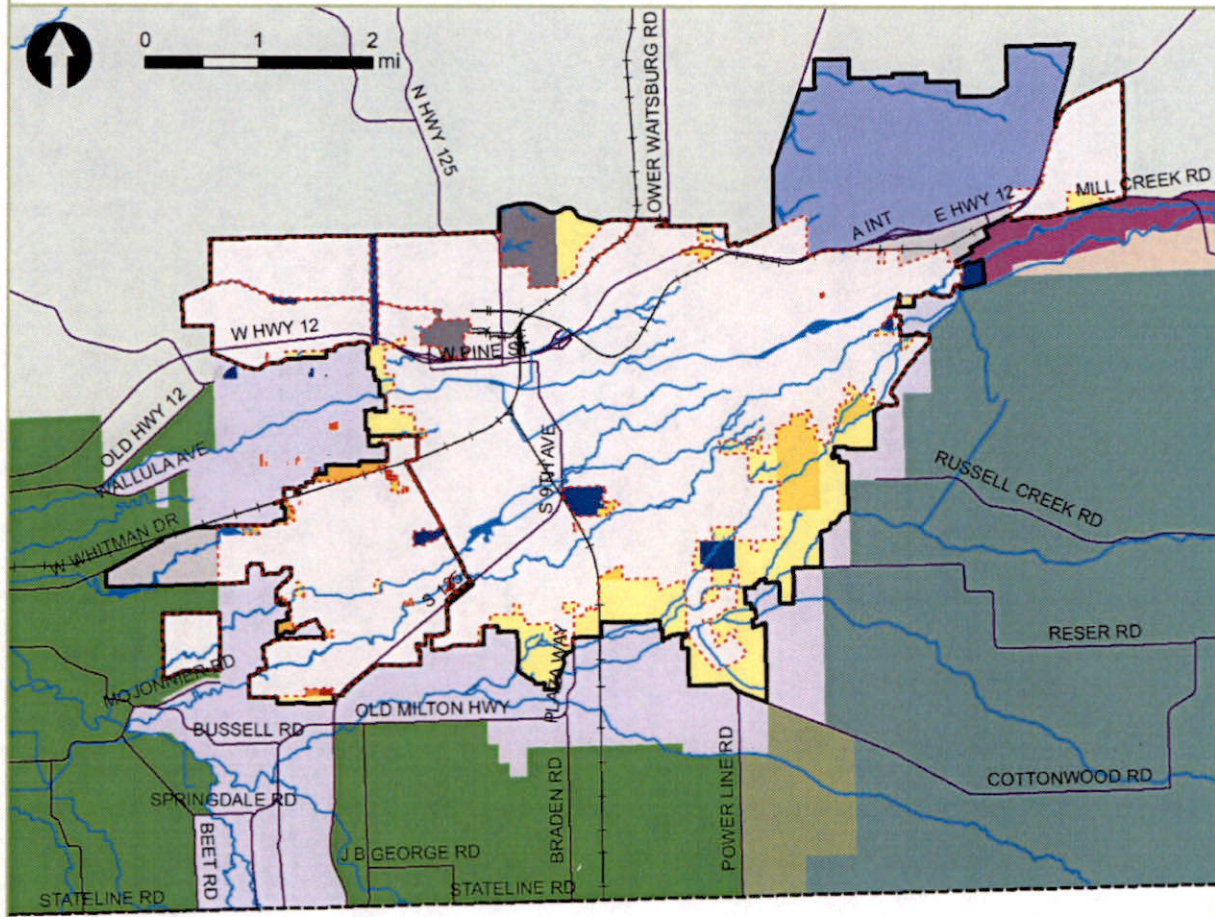 0 1 2
mi
N HWY 125
LOWER WAITSBURG RD
MILL CREEK RD
E HWY 12
A INT
W HWY 12
W PINE ST
OLD HWY 12
WALLULA AVE
S 9TH AVE
RUSSELL CREEK RD
W WHITMAN DR
S 125
RESER RD
MOJONNIER RD
PLAZA WAY
OLD MILTON HWY
BUSSELL RD
COTTONWOOD RD
SPRINGDALE RD
BEET RD
BRADEN RD
POWER LINE RD
J B GEORGE RD
STATELINE RD
STATELINE RD